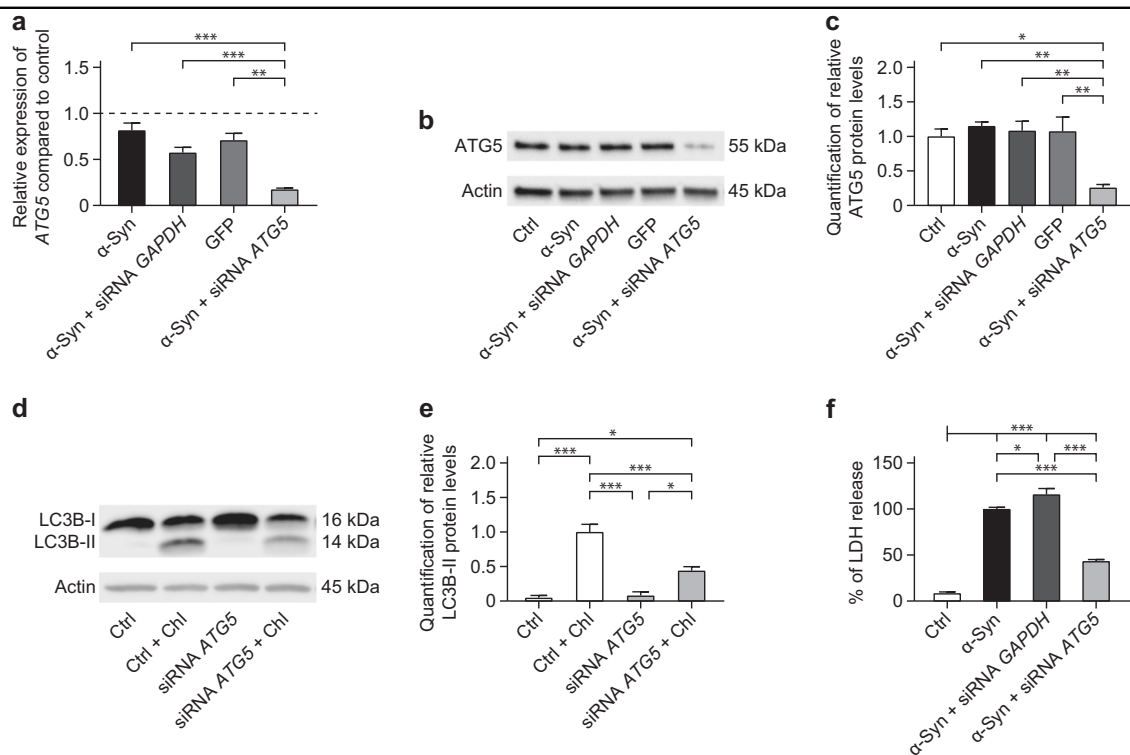 a
Relative expression of
ATG5 compared to control
1.5
1.0
0.5
0
***
***
**
α-Syn
α-Syn + siRNA GAPDH
GFP
α-Syn + siRNA ATG5
b
ATG5
55 kDa
Actin
45 kDa
Ctrl
α-Syn
α-Syn + siRNA GAPDH
GFP
α-Syn + siRNA ATG5
c
Quantification of relative
ATG5 protein levels
2.0
1.5
1.0
0.5
0
*
**
**
**
Ctrl
α-Syn
α-Syn + siRNA GAPDH
GFP
α-Syn + siRNA ATG5
d
LC3B-I
16 kDa
LC3B-II
14 kDa
Actin
45 kDa
Ctrl
Ctrl + Chl
siRNA ATG5
siRNA ATG5 + Chl
e
Quantification of relative
LC3B-II protein levels
2.0
1.5
1.0
0.5
0
*
***
***
***
*
Ctrl
Ctrl + Chl
siRNA ATG5
siRNA ATG5 + Chl
f
% of LDH release
150
100
50
0
***
*
***
***
Ctrl
α-Syn
α-Syn + siRNA GAPDH
α-Syn + siRNA ATG5